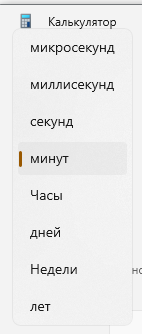 Калькулятор
микросекунд
миллисекунд
секунд
минут
Часы
дней
Недели
лет